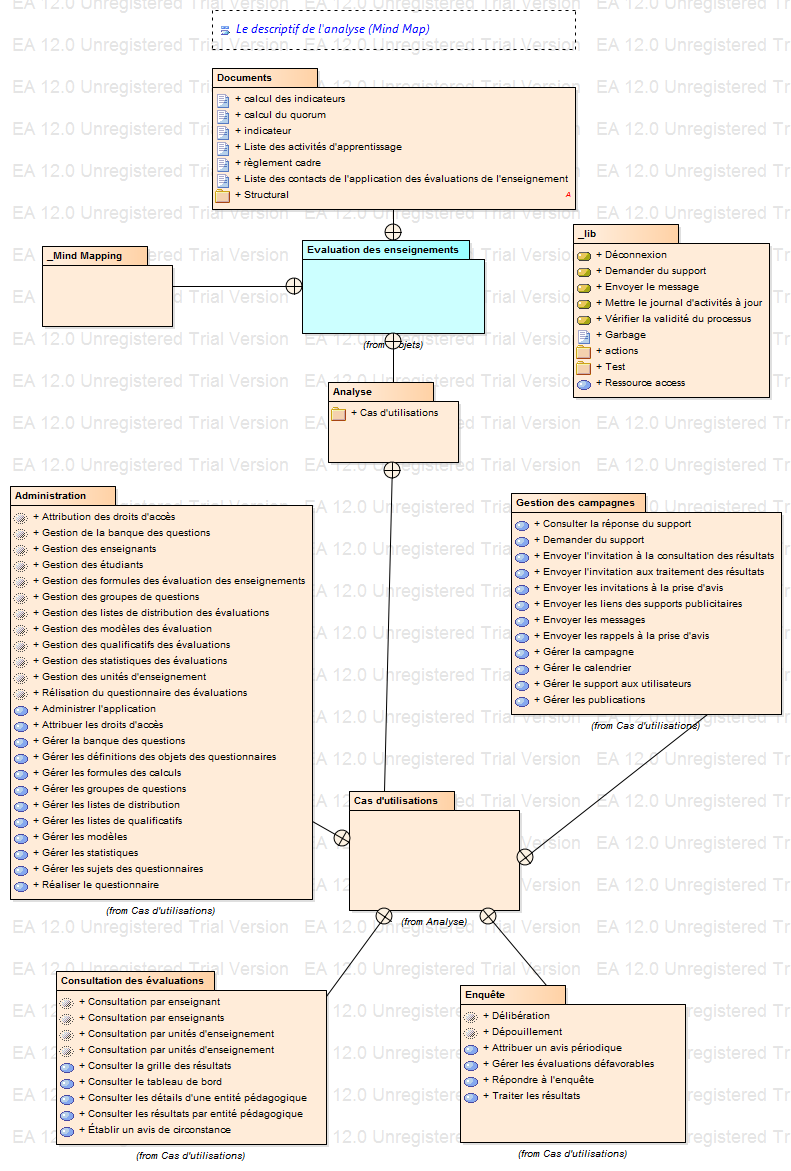 Le descriptif de l'analyse (Mind Map)
Documents
+ calcul des indicateurs
+ calcul du quorum
+ indicateur
+ Liste des activités d'apprentissage
+ règlement cadre
+ Liste des contacts de l'application des évaluations de l'enseignement
+ Structural
A
_Mind Mapping
Evaluation des enseignements
_lib
+ Déconnexion
+ Demander du support
+ Envoyer le message
+ Mettre le journal d'activités à jour
+ Vérifier la validité du processus
+ Garbage
+ actions
+ Test
+ Ressource access
(from ojets)
Analyse
+ Cas d'utilisations
Administration
+ Attribution des droits d'accès
+ Gestion de la banque des questions
+ Gestion des enseignants
+ Gestion des étudiants
+ Gestion des formules des évaluation des enseignements
+ Gestion des groupes de questions
+ Gestion des listes de distribution des évaluations
+ Gestion des modèles des évaluation
+ Gestion des qualificatifs des évaluations
+ Gestion des statistiques des évaluations
+ Gestion des unités d'enseignement
+ Rélisation du questionnaire des évaluations
+ Administrer l'application
+ Attribuer les droits d'accès
+ Gérer la banque des questions
+ Gérer les définitions des objets des questionnaires
+ Gérer les formules des calculs
+ Gérer les groupes de questions
+ Gérer les listes de distribution
+ Gérer les listes de qualificatifs
+ Gérer les modèles
+ Gérer les statistiques
+ Gérer les sujets des questionnaires
+ Réaliser le questionnaire
(from Cas d'utilisations)
Gestion des campagnes
+ Consulter la réponse du support
+ Demander du support
+ Envoyer l'invitation à la consultation des résultats
+ Envoyer l'invitation aux traitement des résultats
+ Envoyer les invitations à la prise d'avis
+ Envoyer les liens des supports publicitaires
+ Envoyer les messages
+ Envoyer les rappels à la prise d'avis
+ Gérer la campagne
+ Gérer le calendrier
+ Gérer le support aux utilisateurs
+ Gérer les publications
(from Cas d'utilisations)
Cas d'utilisations
(from Analyse)
Consultation des évaluations
+ Consultation par enseignant
+ Consultation par enseignants
+ Consultation par unités d'enseignement
+ Consultation par unités d'enseignement
+ Consulter la grille des résultats
+ Consulter le tableau de bord
+ Consulter les détails d'une entité pédagogique
+ Consulter les résultats par entité pédagogique
+ Établir un avis de circonstance
(from Cas d'utilisations)
Enquête
+ Délibération
+ Dépouillement
+ Attribuer un avis périodique
+ Gérer les évaluations défavorables
+ Répondre à l'enquête
+ Traiter les résultats
(from Cas d'utilisations)
EA 12.0 Unregistered Trial Version